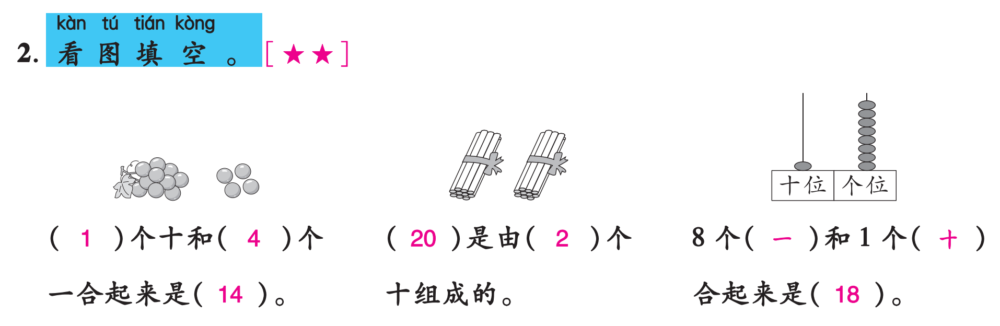 kàn tú tián kòng
2. 看图填空。[★★]
十位 个位
( 1 )个十和( 4 )个 ( 20 )是由( 2 )个 8个( 一 )和1个( 十 )
一合起来是( 14 )。 十组成的。 合起来是( 18 )。